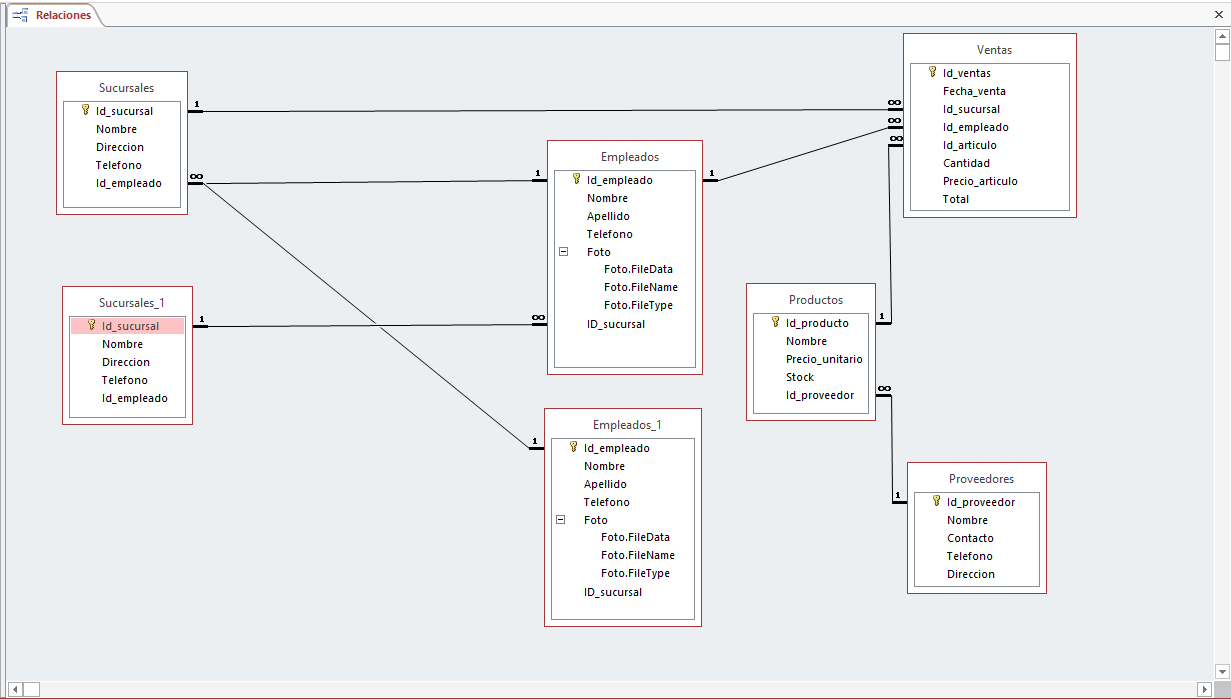 Relaciones
Sucursales
Id_sucursal
Nombre
Direccion
Telefono
Id_empleado
1
∞
Sucursales_1
Id_sucursal
Nombre
Direccion
Telefono
Id_empleado
1
Empleados
Id_empleado
Nombre
Apellido
Telefono
Foto
Foto.FileData
Foto.FileName
Foto.FileType
ID_sucursal
1
∞
1
Empleados_1
Id_empleado
Nombre
Apellido
Telefono
Foto
Foto.FileData
Foto.FileName
Foto.FileType
ID_sucursal
1
Ventas
Id_ventas
Fecha_venta
Id_sucursal
Id_empleado
Id_articulo
Cantidad
Precio_articulo
Total
∞
∞
∞
Productos
Id_producto
Nombre
Precio_unitario
Stock
Id_proveedor
1
∞
Proveedores
Id_proveedor
Nombre
Contacto
Telefono
Direccion
1